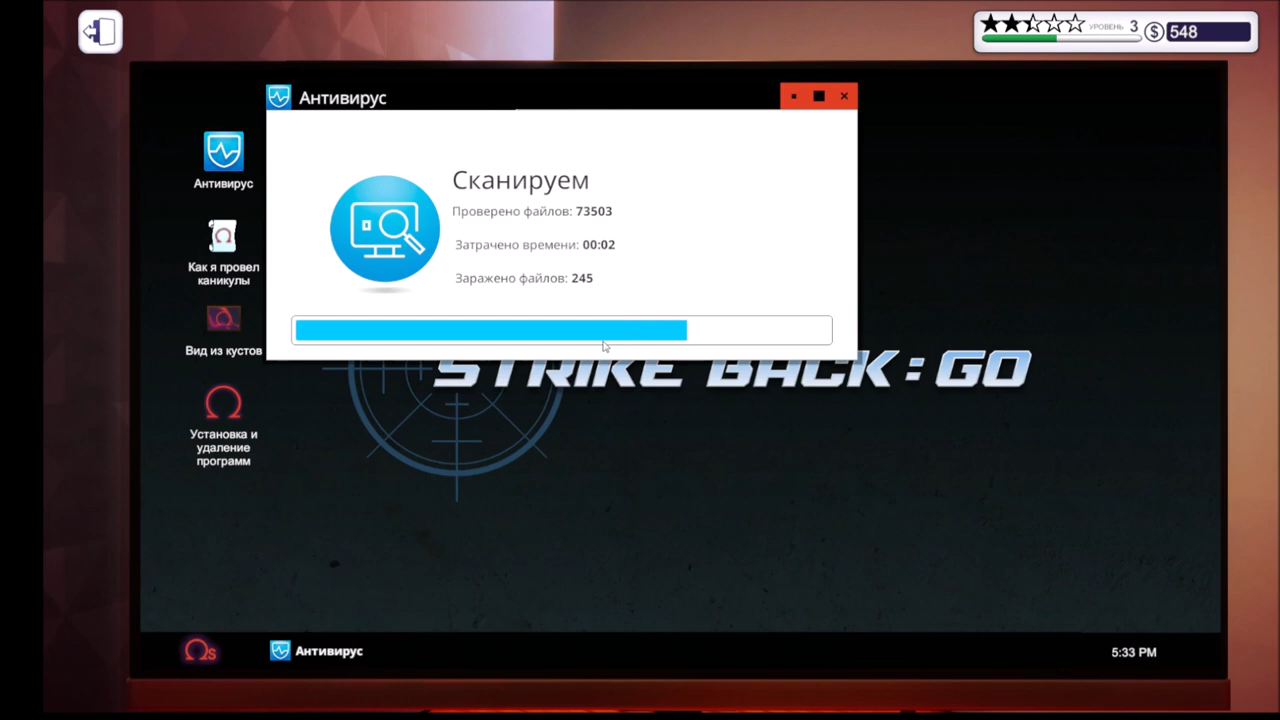 УРОВЕНЬ 3
$ 548
Антивирус
Антивирус
Сканируем
Проверено файлов: 73503
Затрачено времени: 00:02
Заражено файлов: 245
Как я провел
каникулы
Вид из кустов
STRIKE BACK: GO
Установка и
удаление
программ
Ωs
Антивирус
5:33 PM